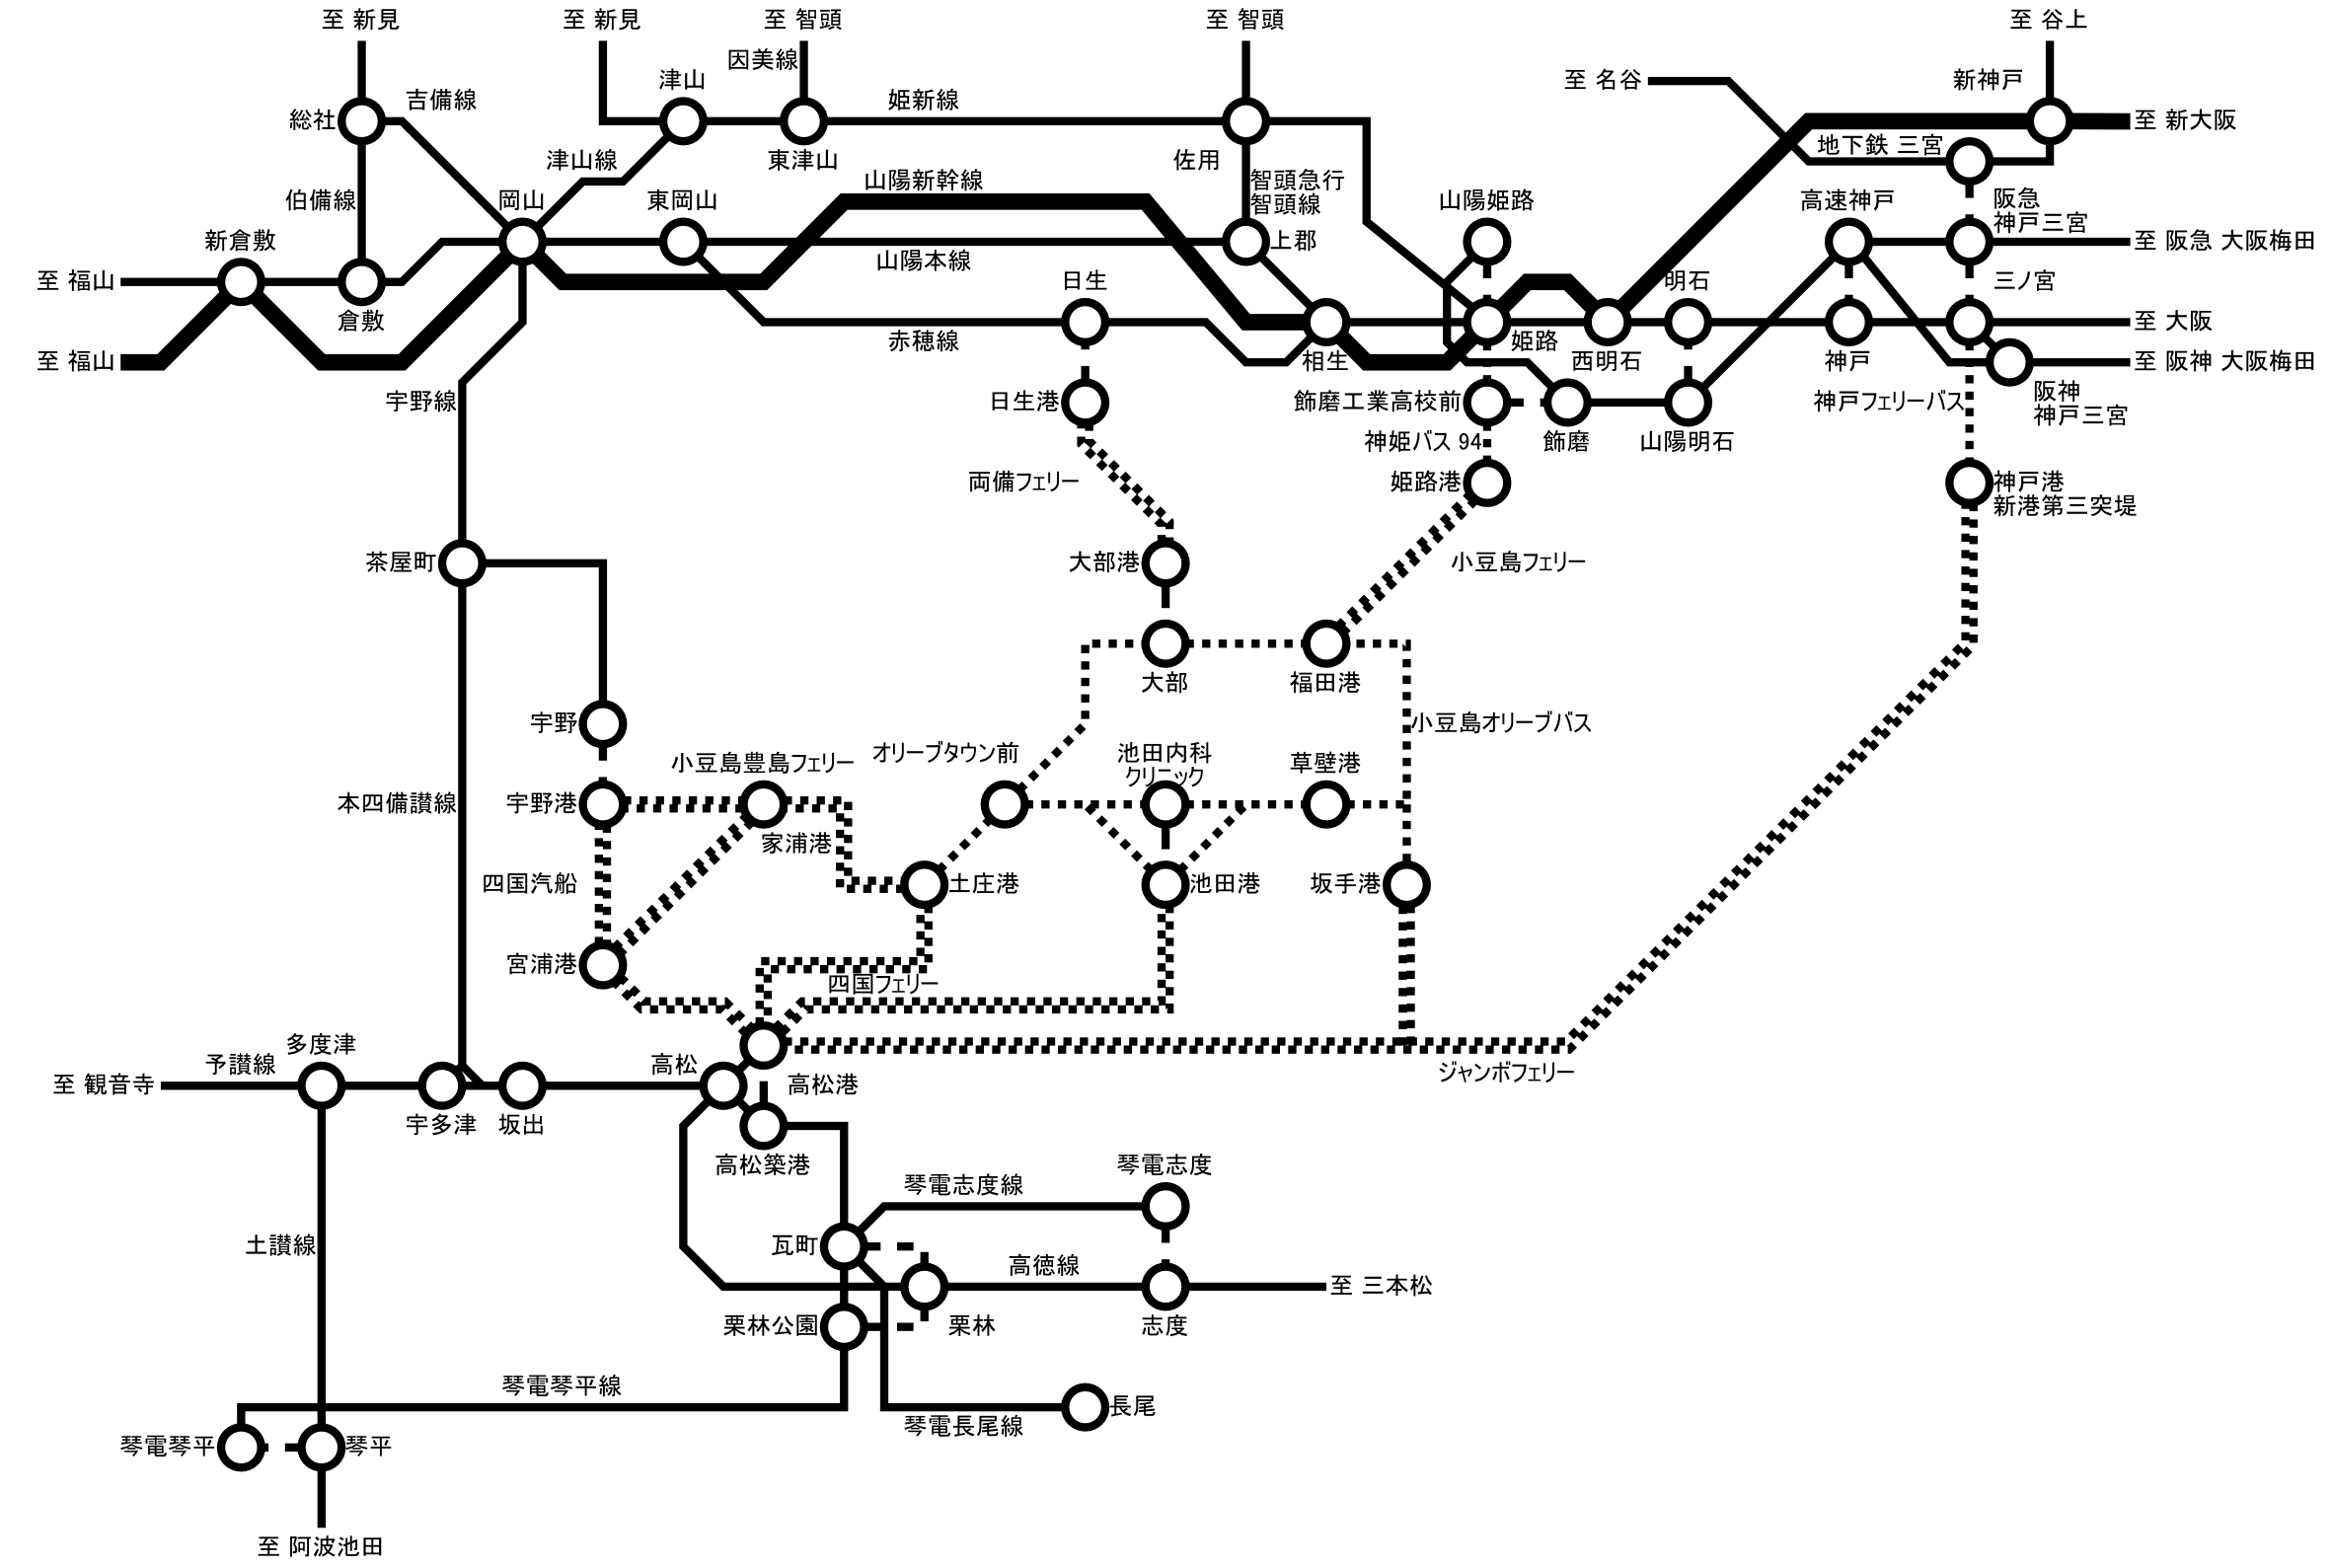 至 新見
至 新見
至 智頭
至 智頭
至 谷上
因美線
津山
至 名谷
新神戸
総社
吉備線
姫新線
至 新大阪
地下鉄 三宮
津山線
東津山
佐用
伯備線
岡山
東岡山
山陽新幹線
智頭急行
智頭線
山陽姫路
高速神戸
阪急
神戸三宮
新倉敷
上郡
至 阪急 大阪梅田
山陽本線
至 福山
日生
明石
三ノ宮
倉敷
至 大阪
赤穂線
姫路
至 福山
相生
西明石
神戸
至 阪神 大阪梅田
宇野線
日生港
飾磨工業高校前
神戸フェリーバス
阪神
神戸三宮
神姫バス 94
飾磨
山陽明石
両備フェリー
姫路港
神戸港
新港第三突堤
茶屋町
大部港
小豆島フェリー
大部
福田港
宇野
小豆島オリーブバス
小豆島豊島フェリー
オリーブタウン前
池田内科
クリニック
草壁港
本四備讃線
宇野港
家浦港
四国汽船
土庄港
池田港
坂手港
宮浦港
四国フェリー
多度津
予讃線
高松
ジャンボフェリー
至 観音寺
高松港
宇多津
坂出
高松築港
琴電志度
琴電志度線
土讃線
瓦町
高徳線
至 三本松
栗林公園
栗林
志度
琴電琴平線
長尾
琴電長尾線
琴電琴平
琴平
至 阿波池田